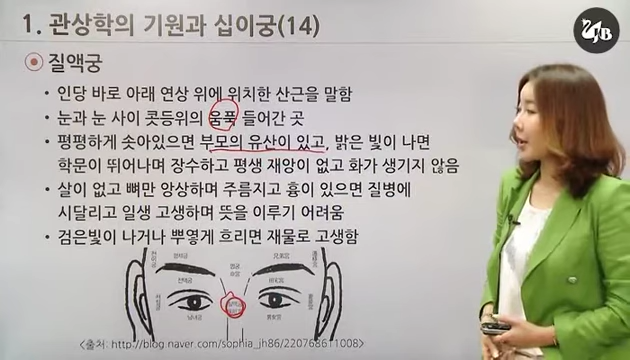 1. 관상학의 기원과 십이궁(14)
질액궁
• 인당 바로 아래 연상 위에 위치한 산근을 말함
• 눈과 눈 사이 콧등위의 움푹 들어간 곳
• 평평하게 솟아있으면 부모의 유산이 있고, 밝은 빛이 나면
학문이 뛰어나며 장수하고 평생 재앙이 없고 화가 생기지 않음
• 살이 없고 뼈만 앙상하며 주름지고 흉이 있으면 질병에
시달리고 일생 고생하며 뜻을 이루기 어려움
• 검은빛이 나거나 뿌옇게 흐리면 재물로 고생함
명궁
전택궁
남녀궁
<출처: http://blog.naver.com/sophia_jh86/220768611008>